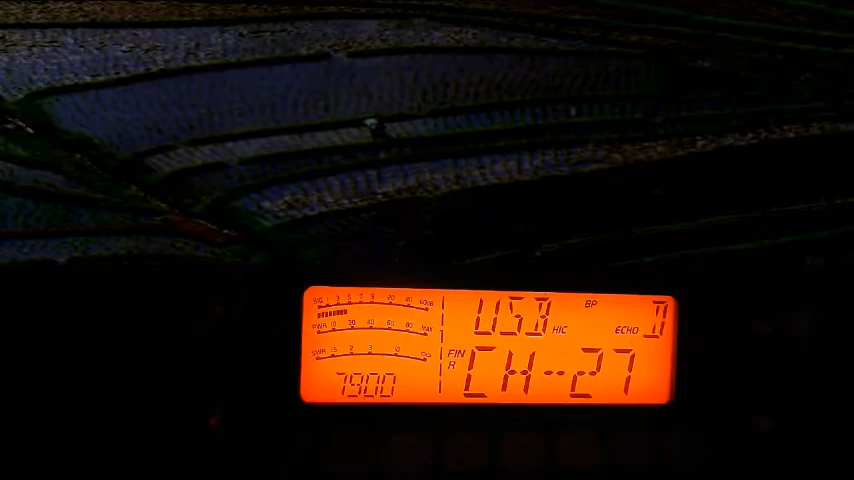 SIG 1 3 5 7 9 20 40 60dB
PWR 10 20 40 60 80 MAX
SWR 1.5 2 3 10 ∞
7900
USB HIC BP ECHO D
FIN R CH--27